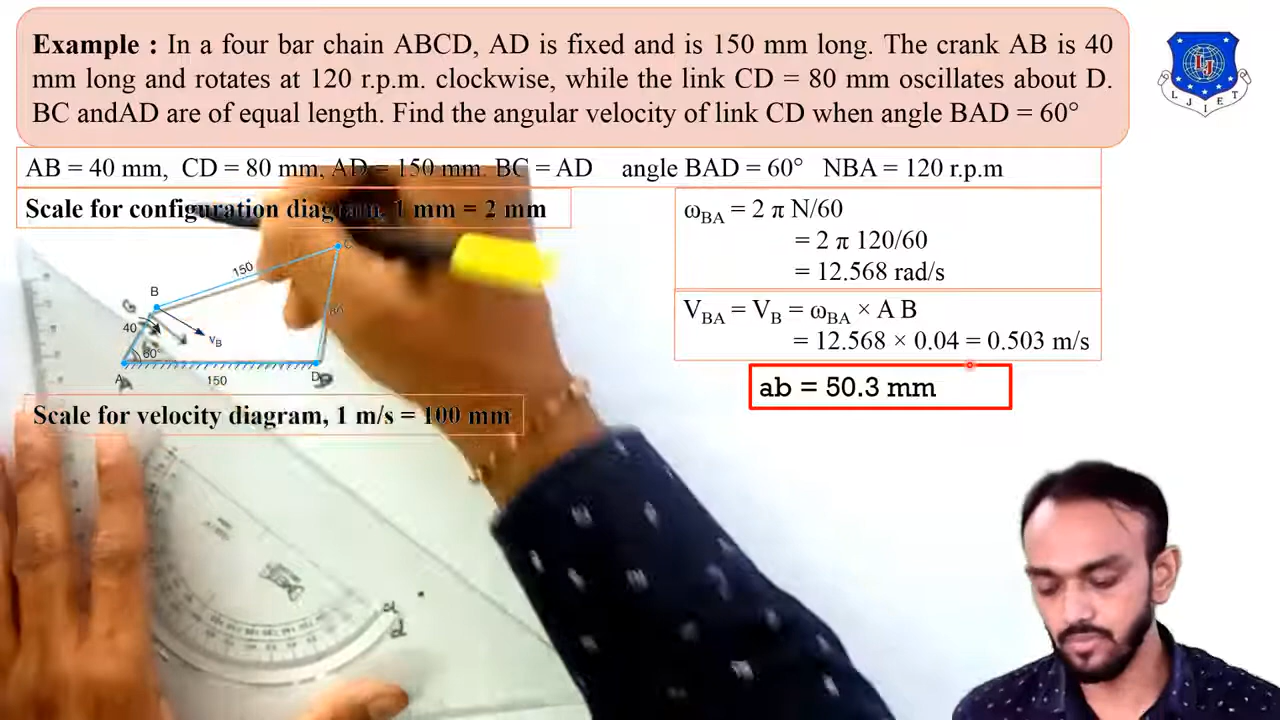 Example : In a four bar chain ABCD, AD is fixed and is 150 mm long. The crank AB is 40
mm long and rotates at 120 r.p.m. clockwise, while the link CD = 80 mm oscillates about D.
BC andAD are of equal length. Find the angular velocity of link CD when angle BAD = 60°
LJIET
AB = 40 mm, CD = 80 mm, AD = 150 mm. BC = AD angle BAD = 60° NBA = 120 r.p.m
Scale for configuration diagram, 1 mm = 2 mm
ωBA = 2 π N/60
= 2 π 120/60
= 12.568 rad/s
C
150
B
80
40
VB
60°
A
150
D
VBA = VB = ωBA × A B
= 12.568 × 0.04 = 0.503 m/s
ab = 50.3 mm
Scale for velocity diagram, 1 m/s = 100 mm